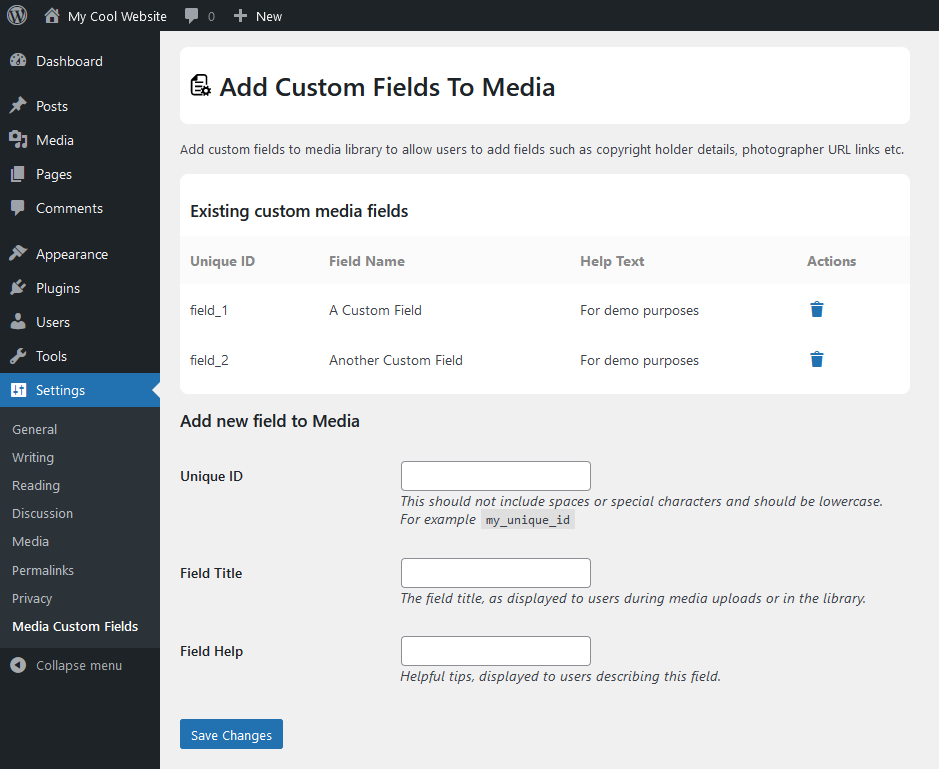 My Cool Website 0 New
Dashboard
Posts
Media
Pages
Comments
Appearance
Plugins
Users
Tools
Settings
General
Writing
Reading
Discussion
Media
Permalinks
Privacy
Media Custom Fields
Collapse menu
Add Custom Fields To Media
Add custom fields to media library to allow users to add fields such as copyright holder details, photographer URL links etc.
Existing custom media fields
Unique ID Field Name Help Text Actions
field_1 A Custom Field For demo purposes
field_2 Another Custom Field For demo purposes
Add new field to Media
Unique ID
This should not include spaces or special characters and should be lowercase.
For example my_unique_id
Field Title
The field title, as displayed to users during media uploads or in the library.
Field Help
Helpful tips, displayed to users describing this field.
Save Changes